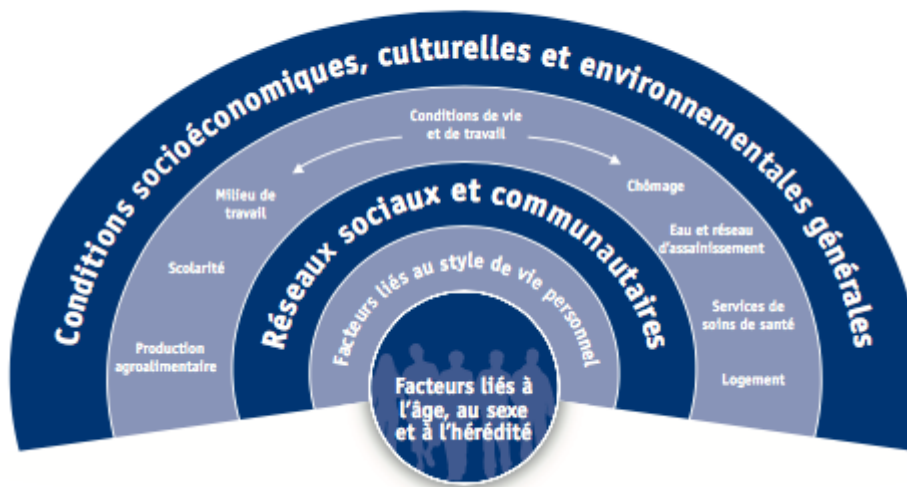 Conditions socioéconomiques, culturelles et environnementales générales
Conditions de vie
et de travail
Milieu de
travail
Scolarité
Production
agroalimentaire
Chômage
Eau et réseau
d'assainissement
Services de
soins de santé
Logement
Réseaux sociaux et communautaires
Facteurs liés au style de vie personnel
Facteurs liés à
l'âge, au sexe
et à l'hérédité